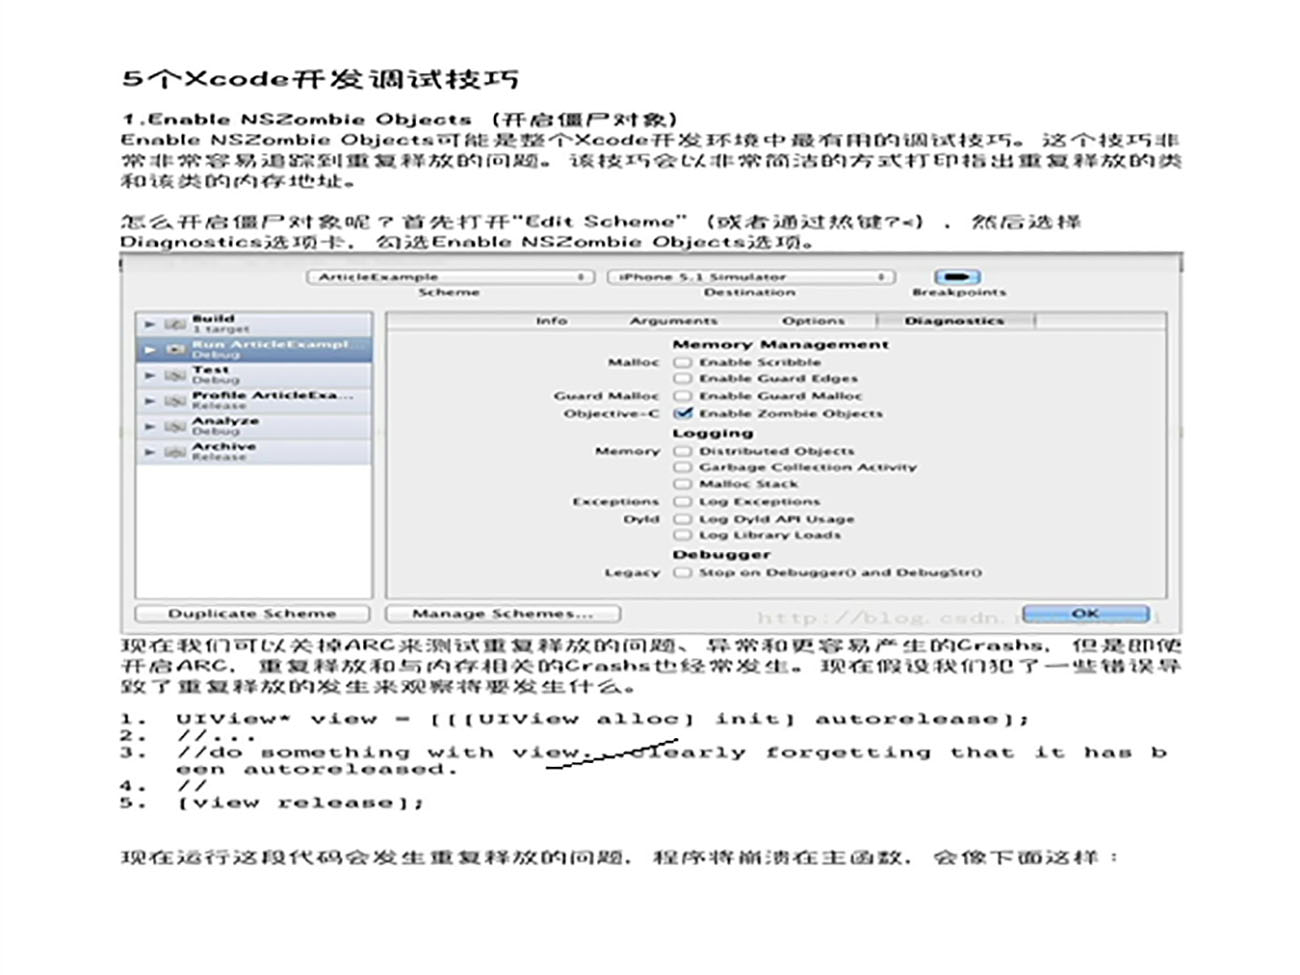 5个Xcode开发调试技巧
1.Enable NSZombie Objects（开启僵尸对象）
Enable NSZombie Objects可能是整个Xcode开发环境中最有用的调试技巧。这个技巧非
常非常容易追踪到重复释放的问题。该技巧会以非常简洁的方式打印指出重复释放的类
和该类的内存地址。
怎么开启僵尸对象呢？首先打开"Edit Scheme"（或者通过热键?<），然后选择
Diagnostics选项卡，勾选Enable NSZombie Objects选项。
ArticleExample iPhone 5.1 Simulator
Scheme Destination Breakpoints
Build
1 target
Info Arguments Options Diagnostics
Run ArticleExampl...
Debug
Memory Management
Test
Debug
Malloc Enable Scribble
Enable Guard Edges
Profile ArticleExa...
Release
Guard Malloc Enable Guard Malloc
Objective-C Enable Zombie Objects
Analyze
Debug
Logging
Archive
Release
Memory Distributed Objects
Garbage Collection Activity
Malloc Stack
Exceptions Log Exceptions
Dyld Log Dyld API Usage
Log Library Loads
Debugger
Legacy Stop on Debugger() and DebugStr()
Duplicate Scheme Manage Schemes... OK
http://blog.csdn.n
现在我们可以关掉ARC来测试重复释放的问题、异常和更容易产生的Crashs，但是即使
开启ARC，重复释放和与内存相关的Crashs也经常发生。现在假设我们犯了一些错误导
致了重复释放的发生来观察将要发生什么。
1. UIView* view = [[[UIView alloc] init] autorelease];
2. //...
3. //do something with view.. clearly forgetting that it has b
een autoreleased.
4. //
5. [view release];
现在运行这段代码会发生重复释放的问题，程序将崩溃在主函数，会像下面这样：